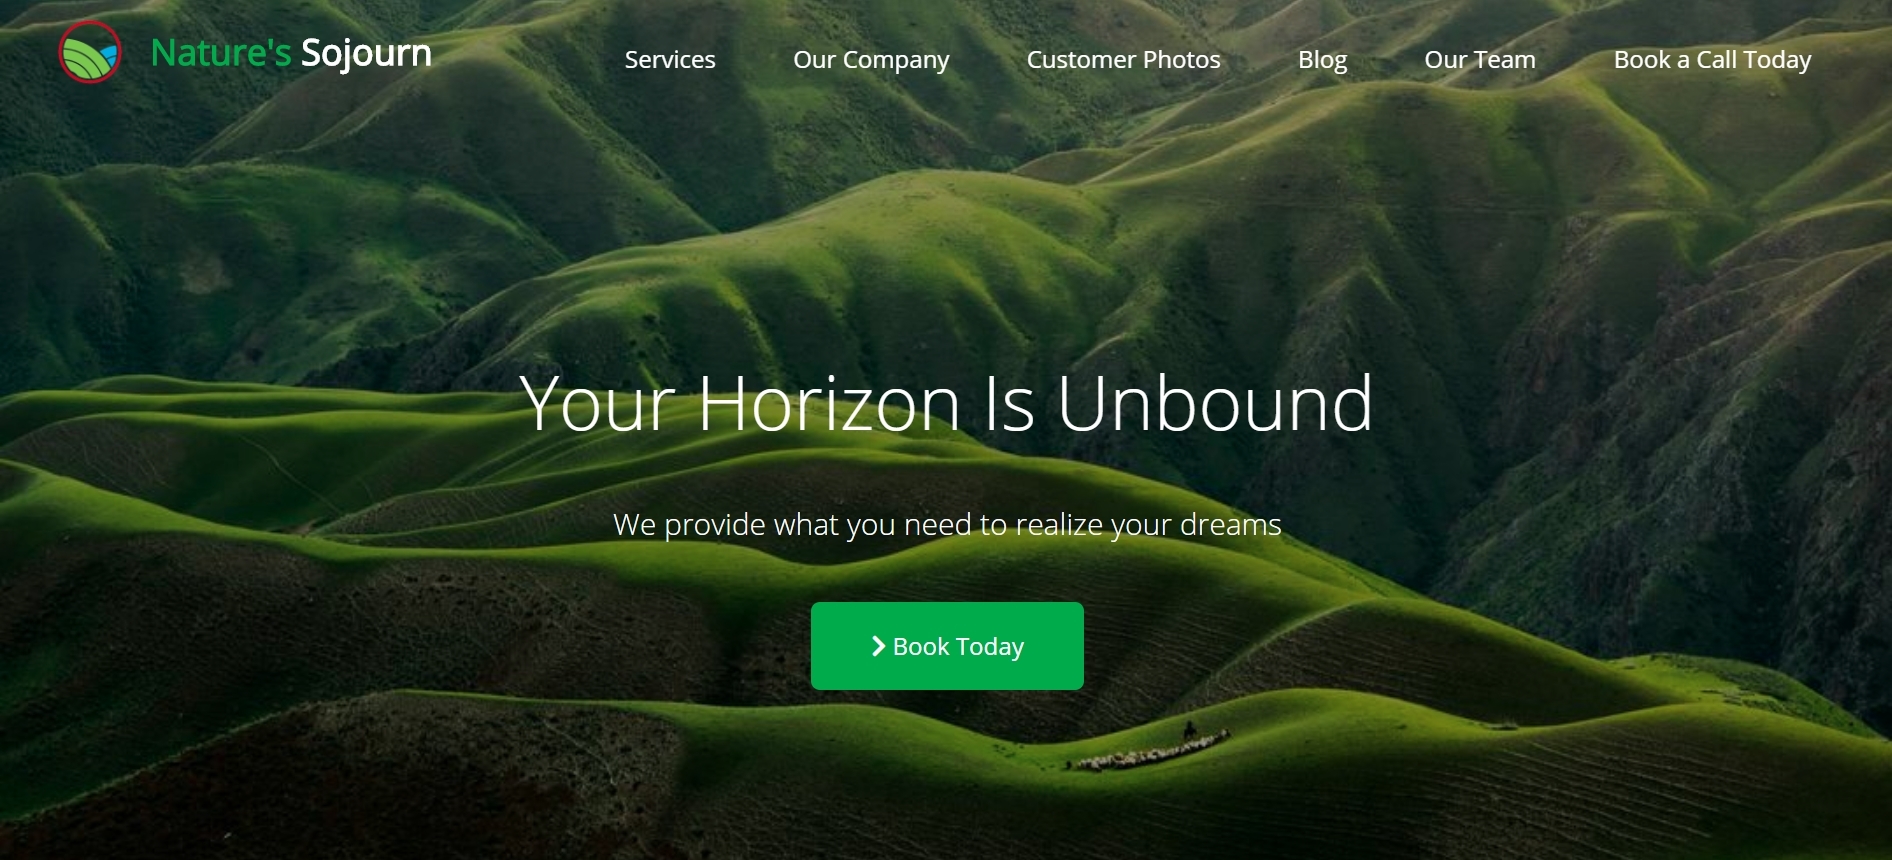 Nature's Sojourn
Services
Our Company
Customer Photos
Blog
Our Team
Book a Call Today
Your Horizon Is Unbound
We provide what you need to realize your dreams
Book Today